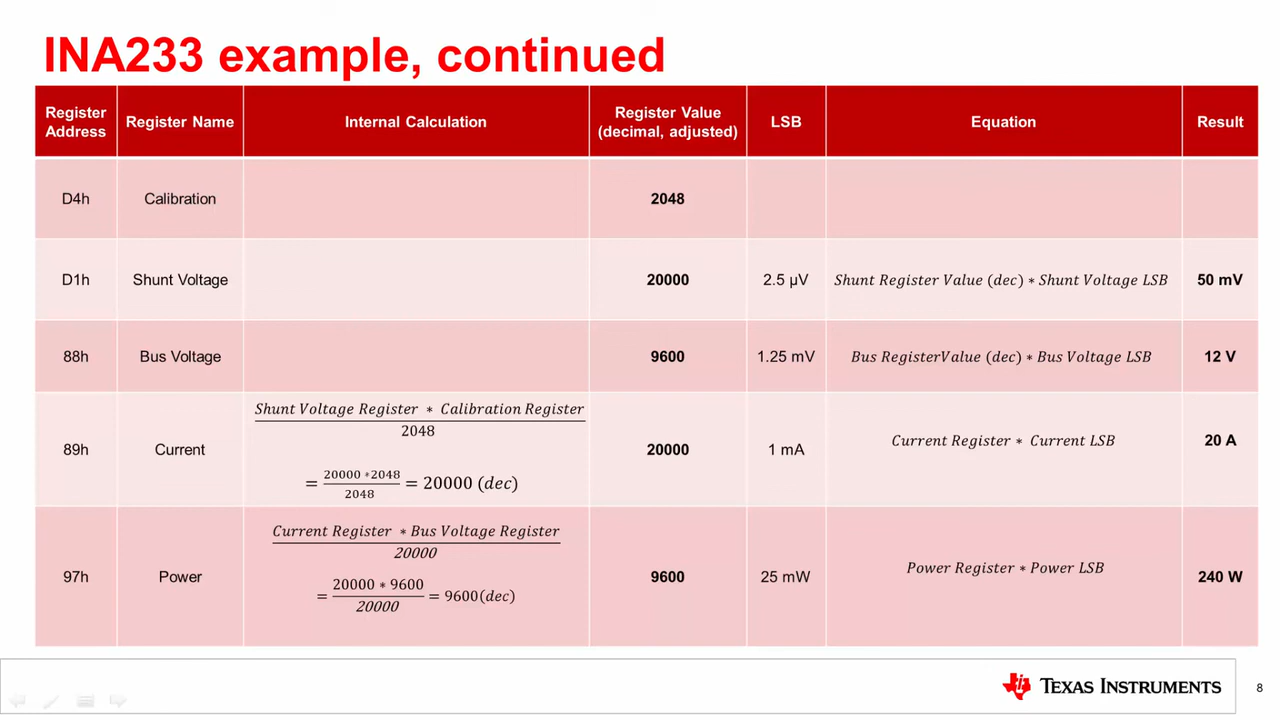 INA233 example, continued
Register Address
Register Name
Internal Calculation
Register Value (decimal, adjusted)
LSB
Equation
Result
D4h
Calibration
2048
D1h
Shunt Voltage
20000
2.5 µV
Shunt Register Value (dec) * Shunt Voltage LSB
50 mV
88h
Bus Voltage
9600
1.25 mV
Bus RegisterValue (dec) * Bus Voltage LSB
12 V
89h
Current
Shunt Voltage Register * Calibration Register
2048
= 20000 *2048 / 2048 = 20000 (dec)
20000
1 mA
Current Register * Current LSB
20 A
97h
Power
Current Register * Bus Voltage Register
20000
= 20000 * 9600 / 20000 = 9600(dec)
9600
25 mW
Power Register * Power LSB
240 W
TEXAS INSTRUMENTS
8